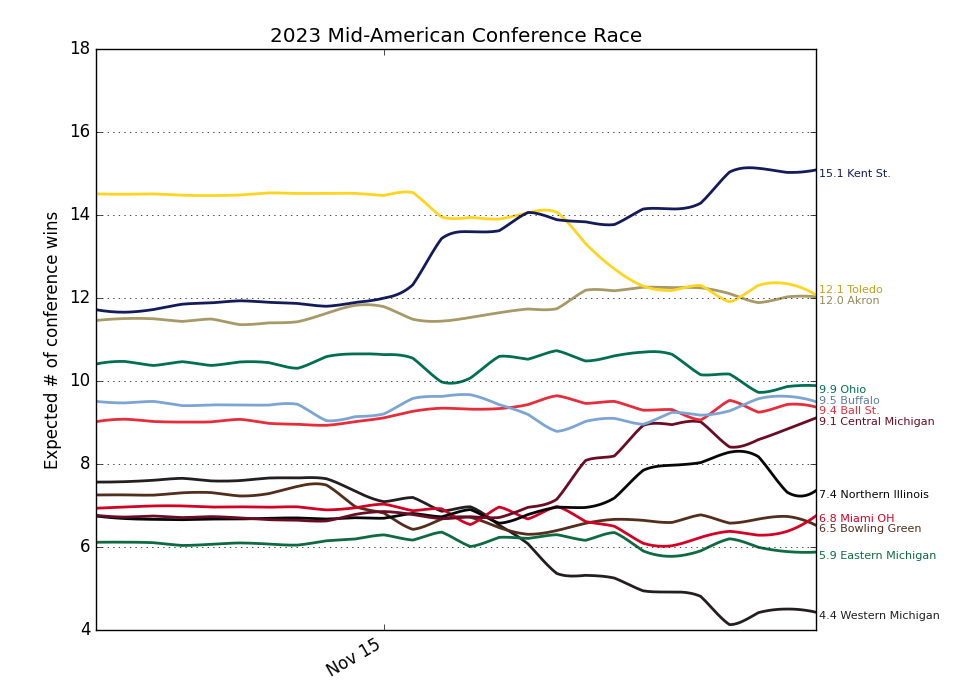 2023 Mid-American Conference Race
Expected # of conference wins
18
16
14
12
10
8
6
4
Nov 15
15.1 Kent St.
12.1 Toledo
12.0 Akron
9.9 Ohio
9.5 Buffalo
9.4 Ball St.
9.1 Central Michigan
7.4 Northern Illinois
6.8 Miami OH
6.5 Bowling Green
5.9 Eastern Michigan
4.4 Western Michigan